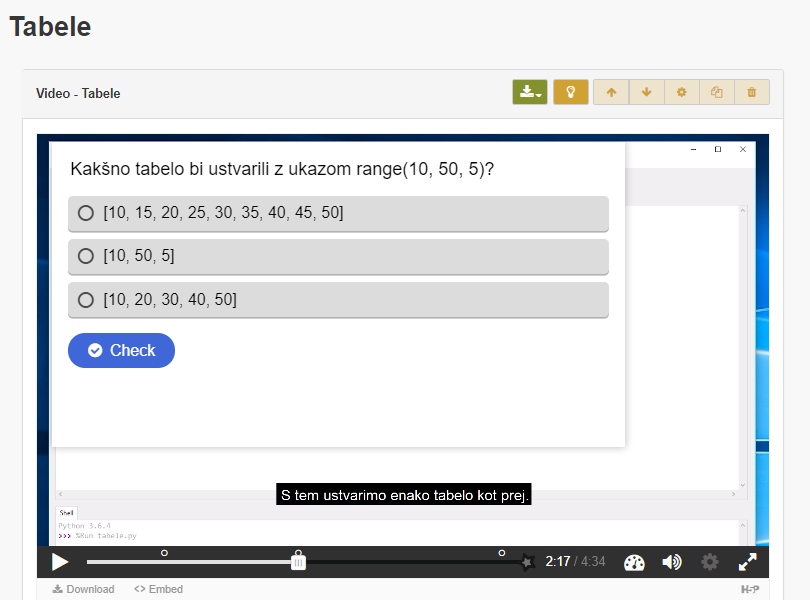 Tabele
Video - Tabele
Kakšno tabelo bi ustvarili z ukazom range(10, 50, 5)?
[10, 15, 20, 25, 30, 35, 40, 45, 50]
[10, 50, 5]
[10, 20, 30, 40, 50]
Check
S tem ustvarimo enako tabelo kot prej.
Shell
Python 3.6.4
>>> %Run tabele.py
2:17 / 4:34
Download
<> Embed
H-P